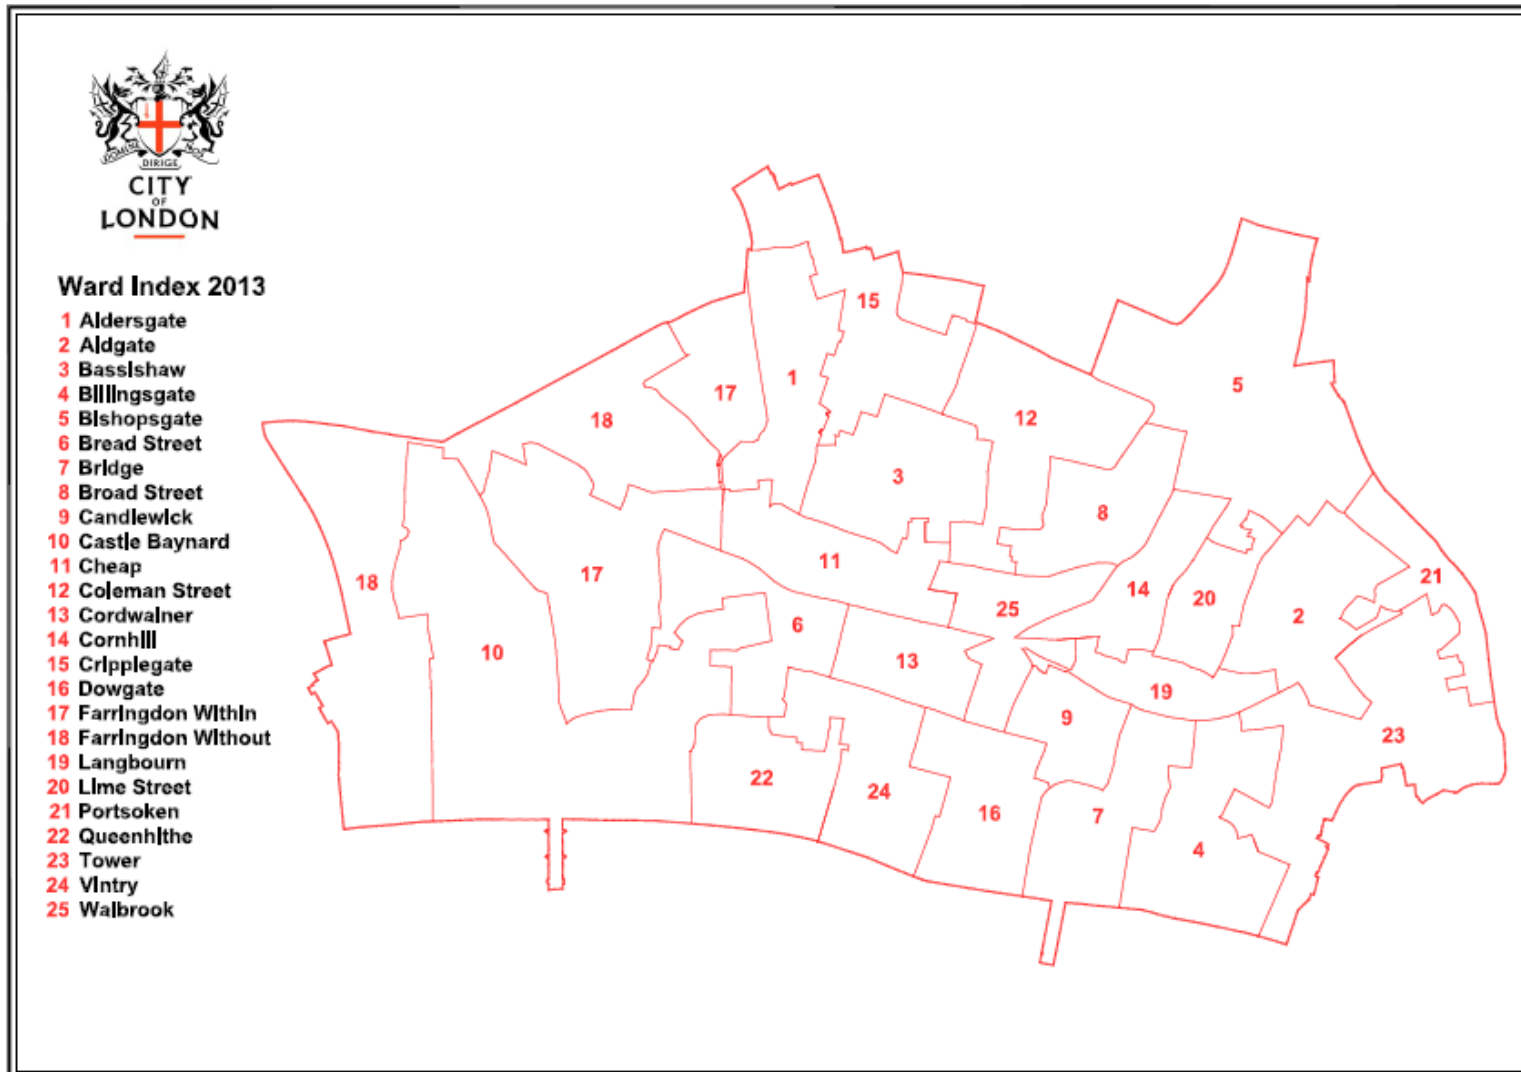 DOMINE DIRIGE NOS
CITY
OF
LONDON
Ward Index 2013
1 Aldersgate
2 Aldgate
3 Bassishaw
4 Billingsgate
5 Bishopsgate
6 Bread Street
7 Bridge
8 Broad Street
9 Candlewick
10 Castle Baynard
11 Cheap
12 Coleman Street
13 Cordwainer
14 Cornhill
15 Cripplegate
16 Dowgate
17 Farringdon Within
18 Farringdon Without
19 Langbourn
20 Lime Street
21 Portsoken
22 Queenhithe
23 Tower
24 Vintry
25 Walbrook
15
5
1
17
18
12
3
8
11
17
18
21
14
20
25
2
6
10
13
19
9
23
22
24
16
7
4